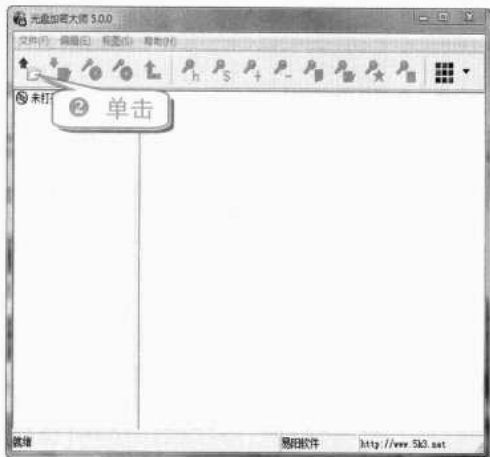 光盘加密大师 5.0.0
文件(F) 编辑(E) 视图(S) 帮助(H)
h S + -
未打
❷ 单击
就绪 易阳软件 http://www.5k3.net